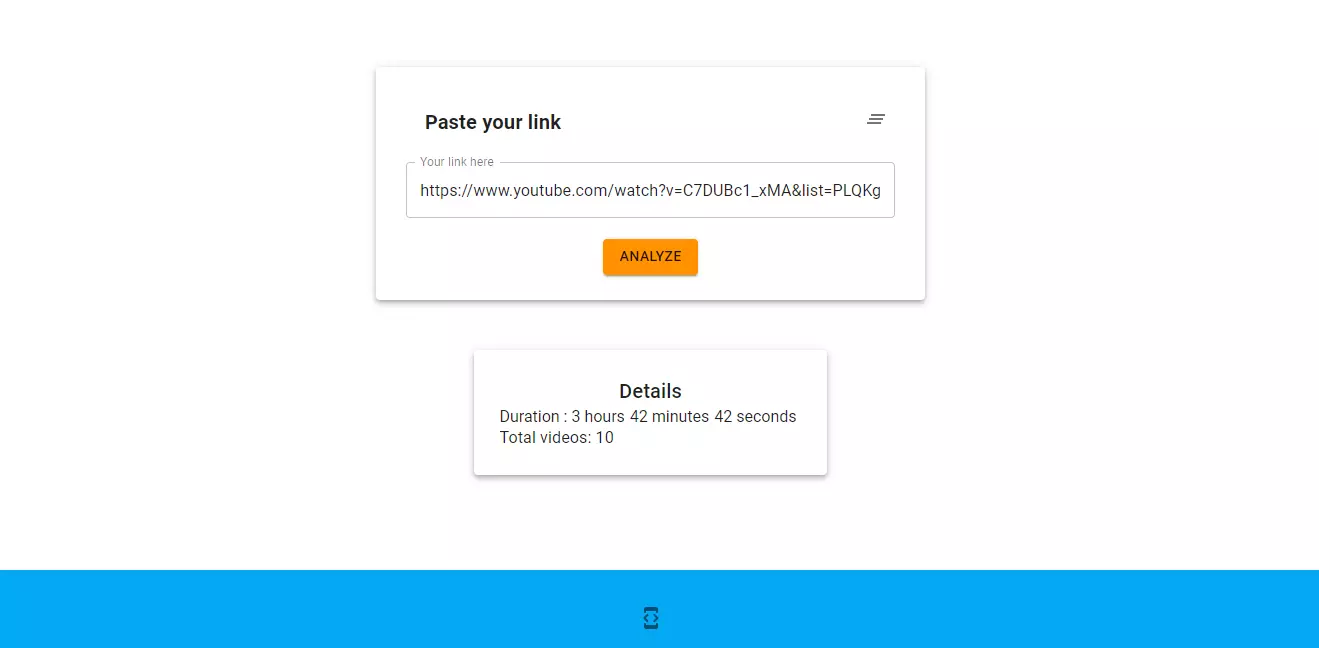 Paste your link
Your link here
https://www.youtube.com/watch?v=C7DUBc1_xMA&list=PLQKg
ANALYZE
Details
Duration : 3 hours 42 minutes 42 seconds
Total videos: 10